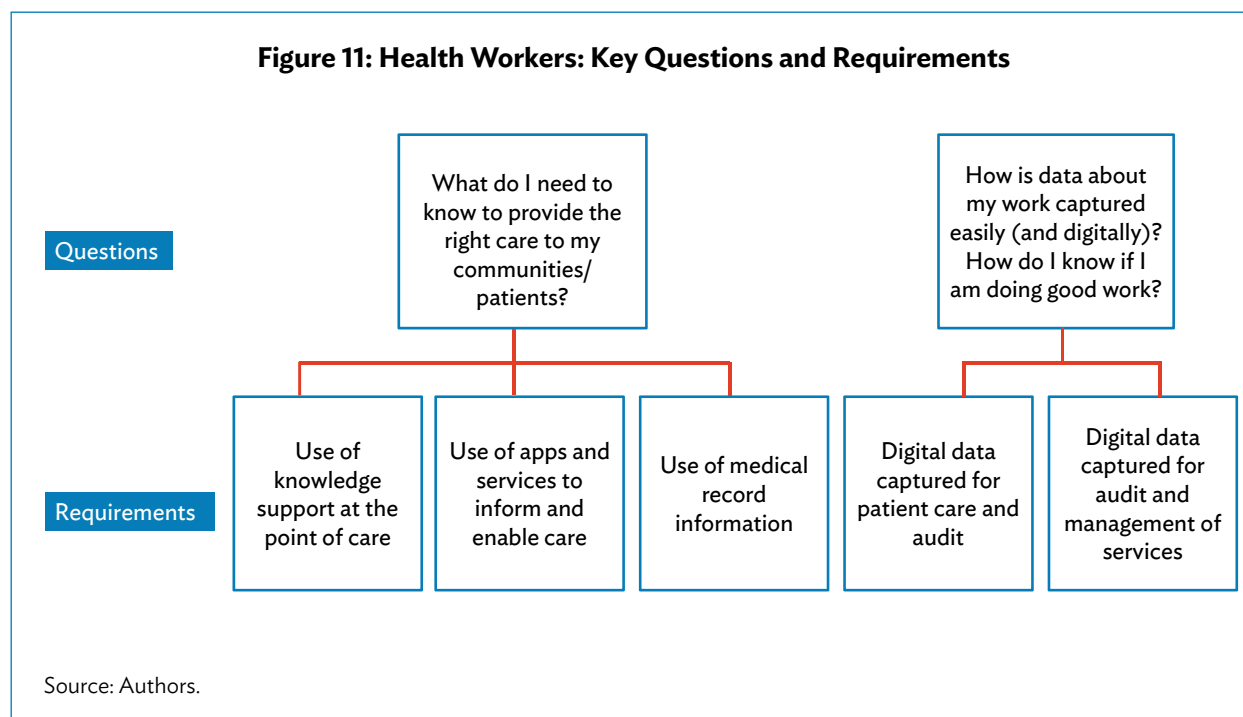 Figure 11: Health Workers: Key Questions and Requirements
Questions
What do I need to
know to provide the
right care to my
communities/
patients?
How is data about
my work captured
easily (and digitally)?
How do I know if I
am doing good work?
Requirements
Use of
knowledge
support at the
point of care
Use of apps and
services to
inform and
enable care
Use of medical
record
information
Digital data
captured for
patient care and
audit
Digital data
captured for
audit and
management of
services
Source: Authors.